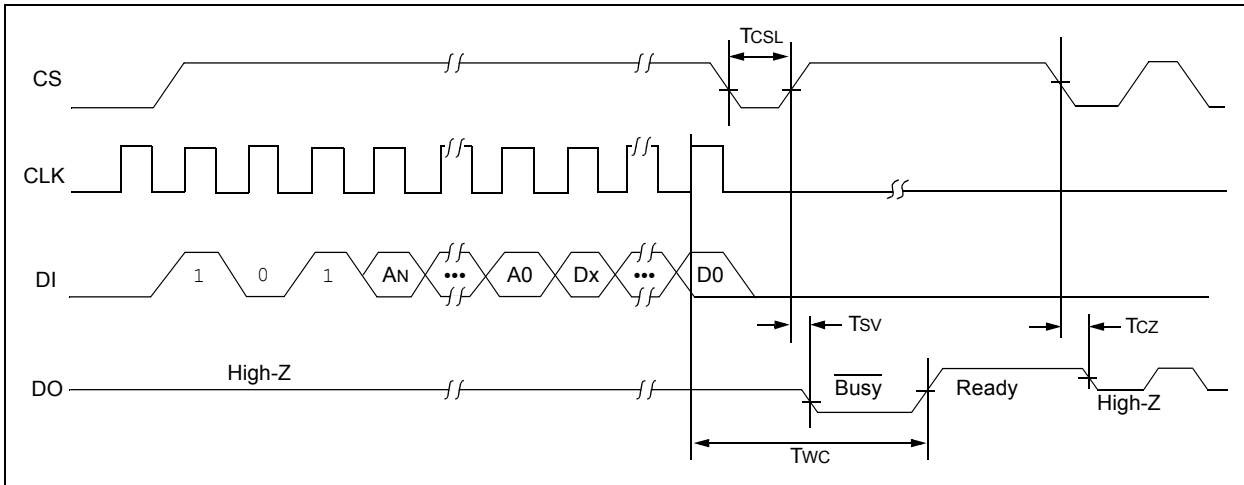 TCSL
CS
CLK
DI
1 0 1 AN ••• A0 Dx ••• D0
TSV
TCZ
DO
High-Z
Busy
Ready
High-Z
TWC